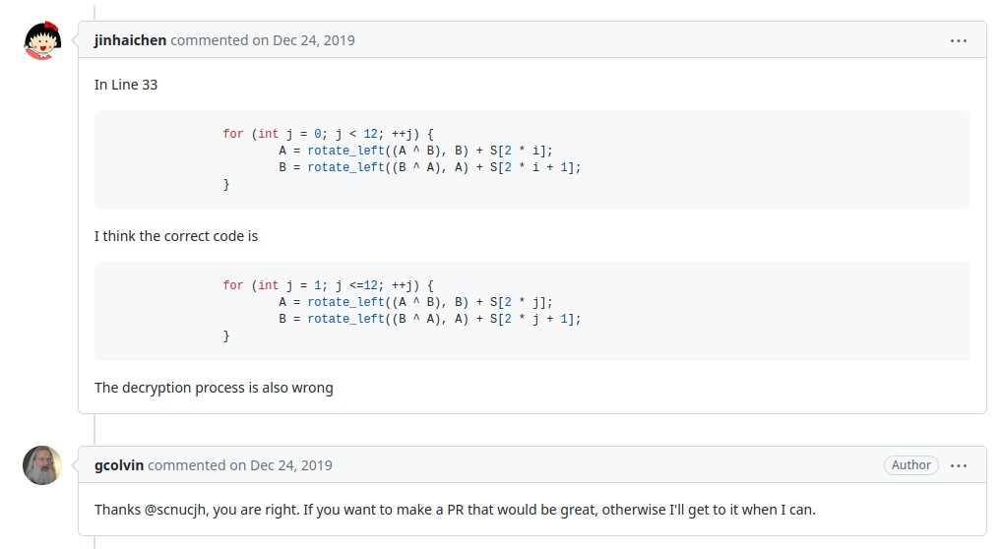 jinhaichen commented on Dec 24, 2019
In Line 33
for (int j = 0; j < 12; ++j) {
A = rotate_left((A ^ B), B) + S[2 * i];
B = rotate_left((B ^ A), A) + S[2 * i + 1];
}
I think the correct code is
for (int j = 1; j <=12; ++j) {
A = rotate_left((A ^ B), B) + S[2 * j];
B = rotate_left((B ^ A), A) + S[2 * j + 1];
}
The decryption process is also wrong
gcolvin commented on Dec 24, 2019 Author
Thanks @scnucjh, you are right. If you want to make a PR that would be great, otherwise I'll get to it when I can.